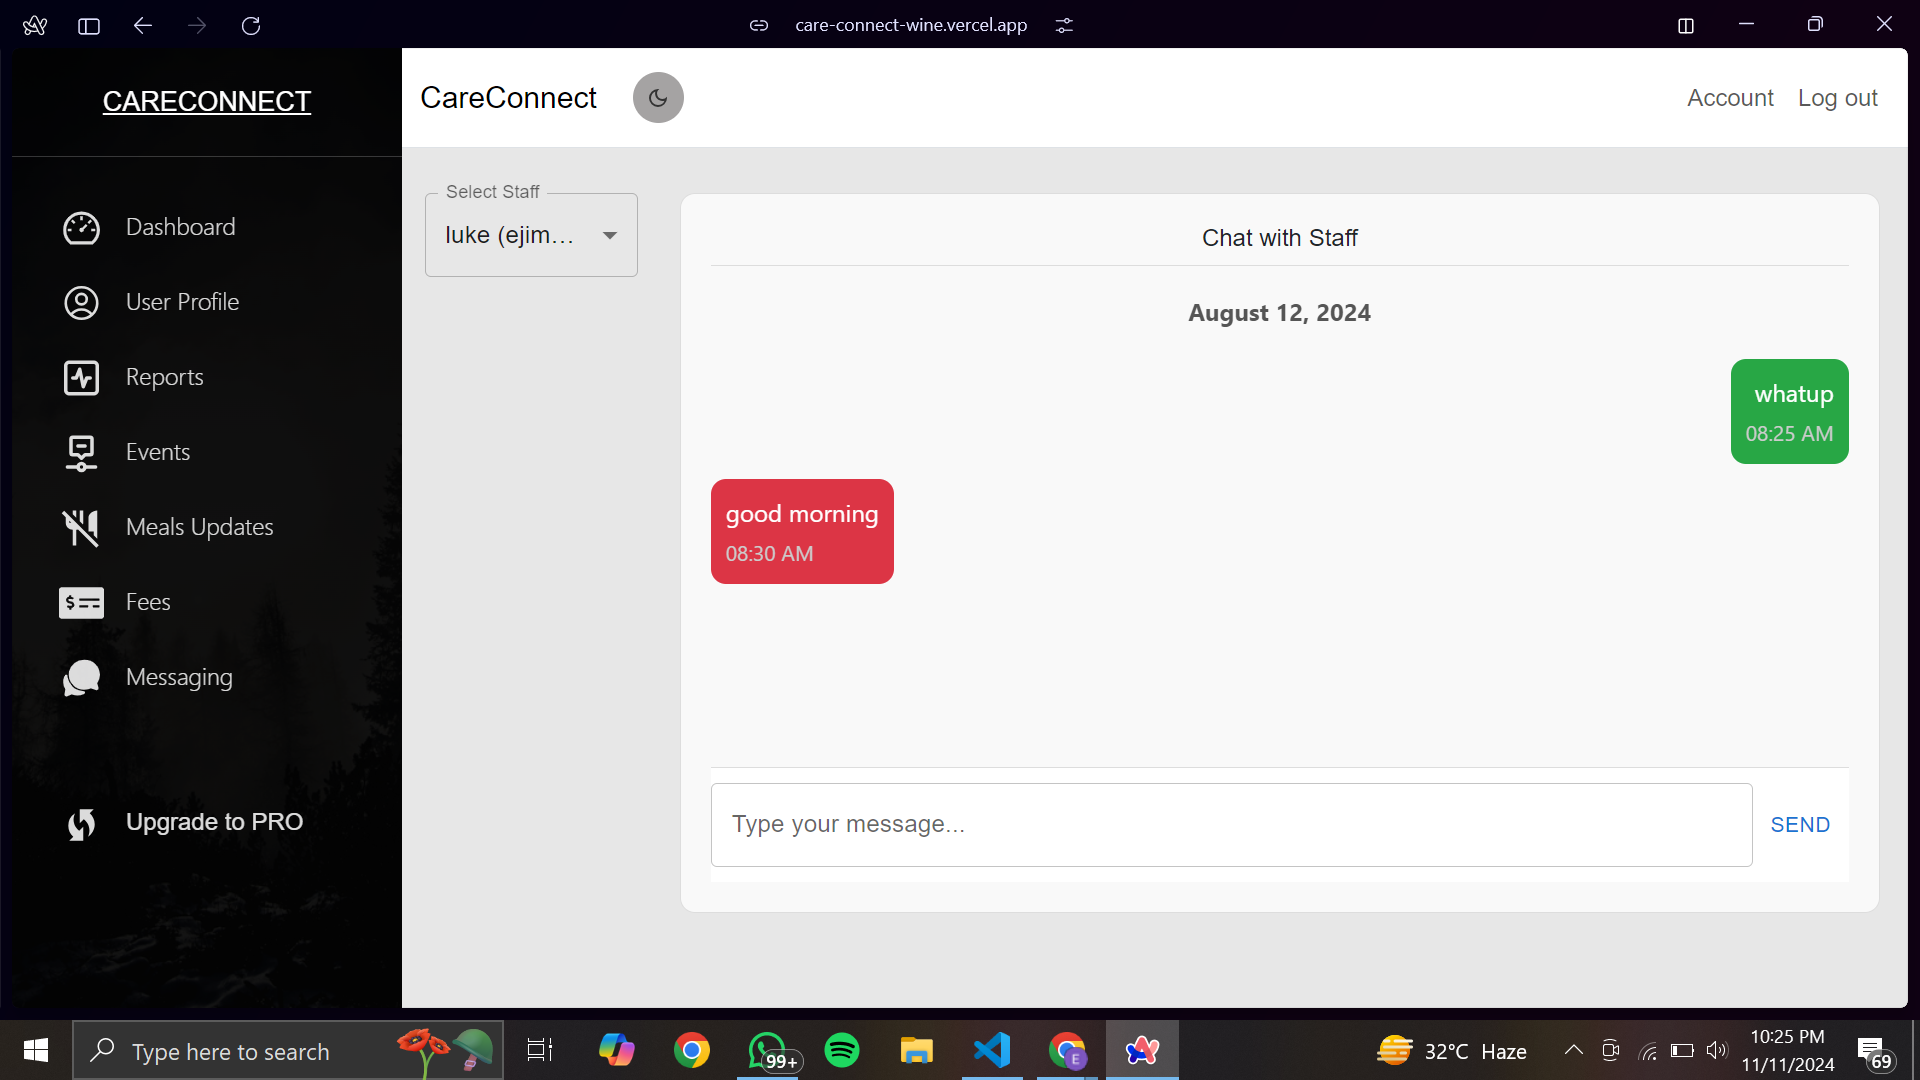 care-connect-wine.vercel.app
CARECONNECT
Dashboard
User Profile
Reports
Events
Meals Updates
Fees
Messaging
Upgrade to PRO
CareConnect
Account
Log out
Select Staff
luke (ejim...
Chat with Staff
August 12, 2024
whatup
08:25 AM
good morning
08:30 AM
Type your message...
SEND
Type here to search
99+
E
32°C Haze
10:25 PM
11/11/2024
69